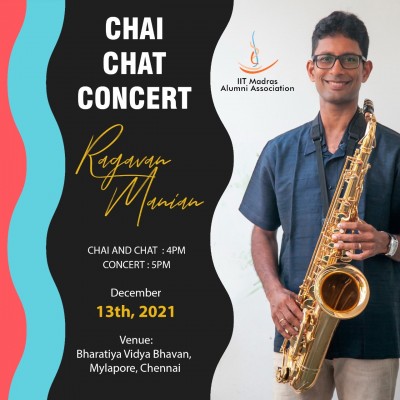 CHAI
CHAT
CONCERT
IIT Madras
Alumni Association
Ragavan
Manian
CHAI AND CHAT : 4PM
CONCERT : 5PM
December
13th, 2021
Venue:
Bharatiya Vidya Bhavan,
Mylapore, Chennai